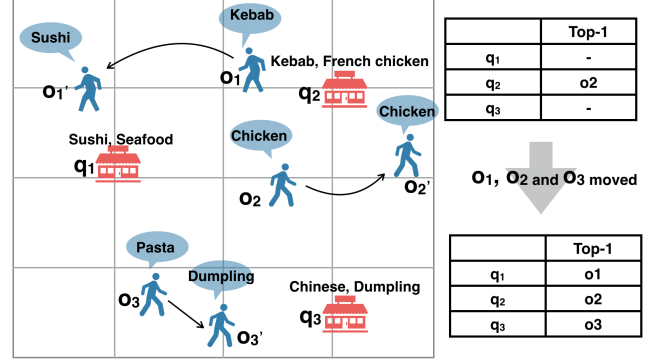 Kebab
Sushi
o1
o1'
Kebab, French chicken
q2
Chicken
Sushi, Seafood
q1
Chicken
o2
o2'
Pasta
Dumpling
o3
o3'
Chinese, Dumpling
q3
Top-1
q1 -
q2 o2
q3 -
o1, o2 and o3 moved
Top-1
q1 o1
q2 o2
q3 o3